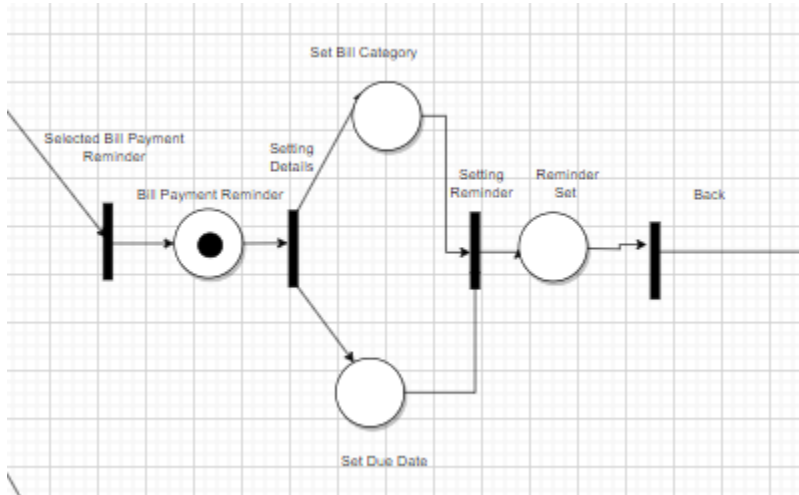 Set Bill Category
Selected Bill Payment
Reminder
Setting
Details
Bill Payment Reminder
Setting
Reminder
Reminder
Set
Back
Set Due Date